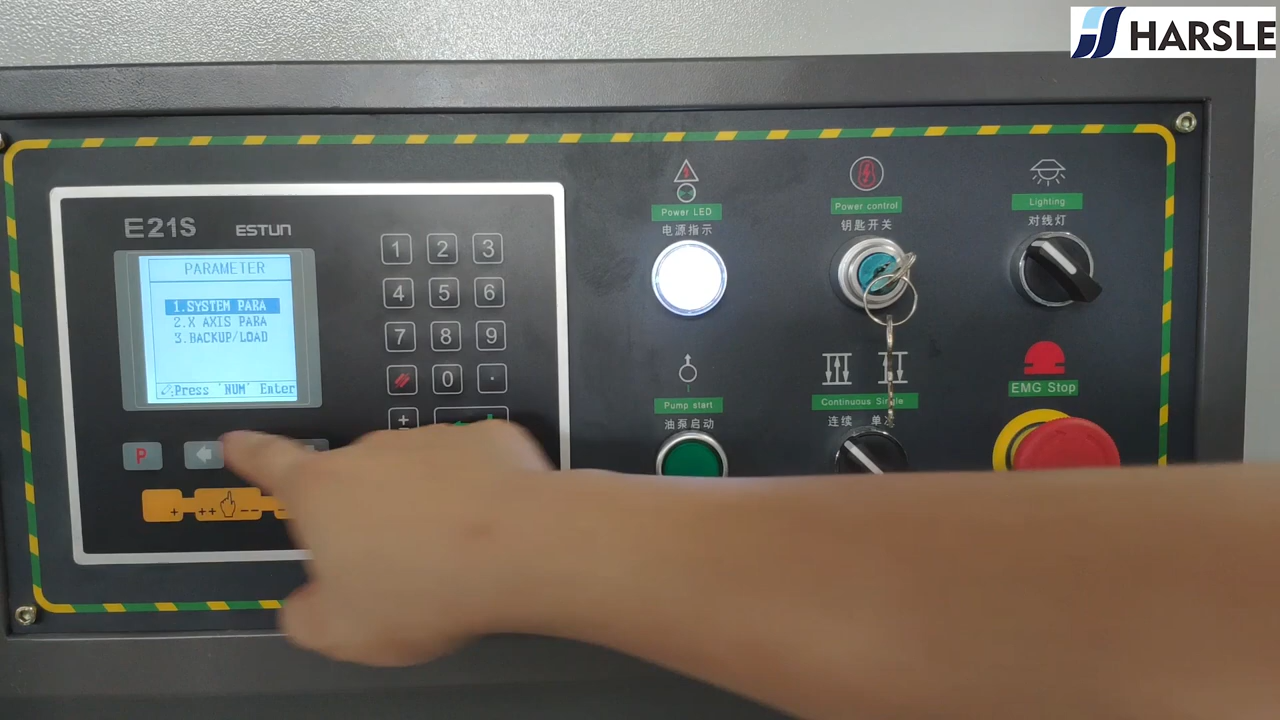 HARSLE
E21S
ESTUN
PARAMETER
1.SYSTEM PARA
2.X AXIS PARA
3.BACKUP/LOAD
Press 'NUM' Enter
1 2 3
4 5 6
7 8 9
0 .
+
P
+ ++ --
Power LED
电源指示
Power control
钥匙开关
Lighting
对线灯
Pump start
油泵启动
Continuous Single
连续
EMG Stop